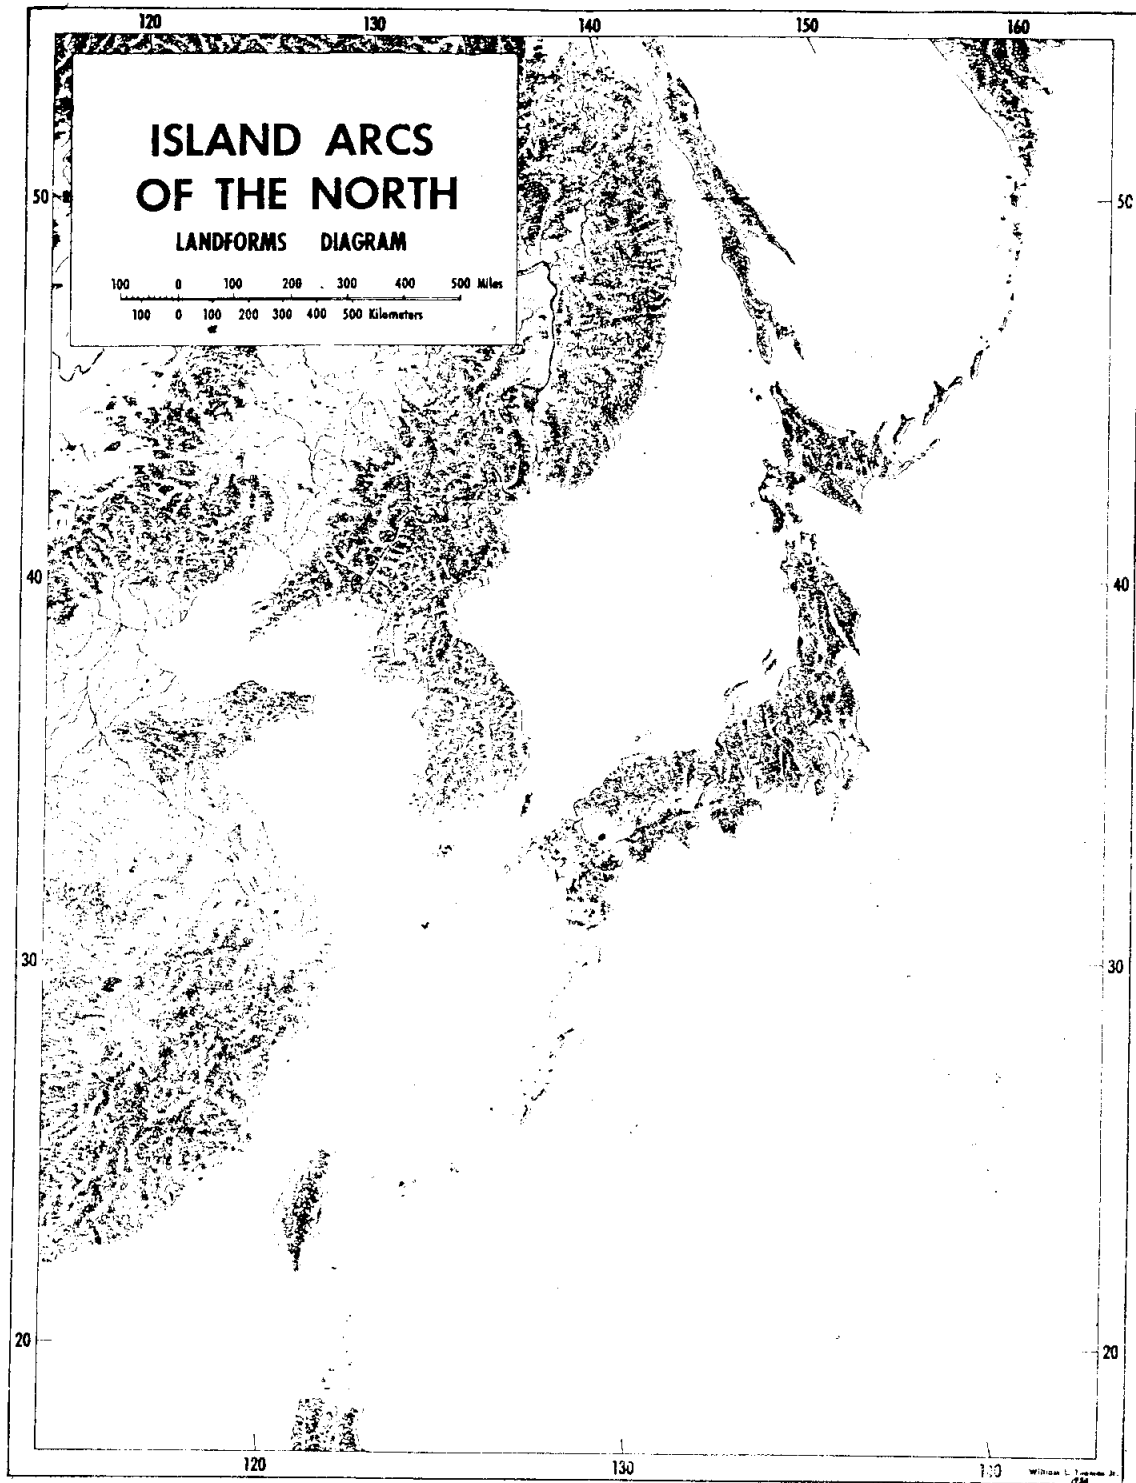 120 130 140 150 160
ISLAND ARCS
OF THE NORTH
LANDFORMS DIAGRAM
100 0 100 200 300 400 500 Miles
100 0 100 200 300 400 500 Kilometers
50 50
40 40
30 30
20 20
120 130
William L. Jr.